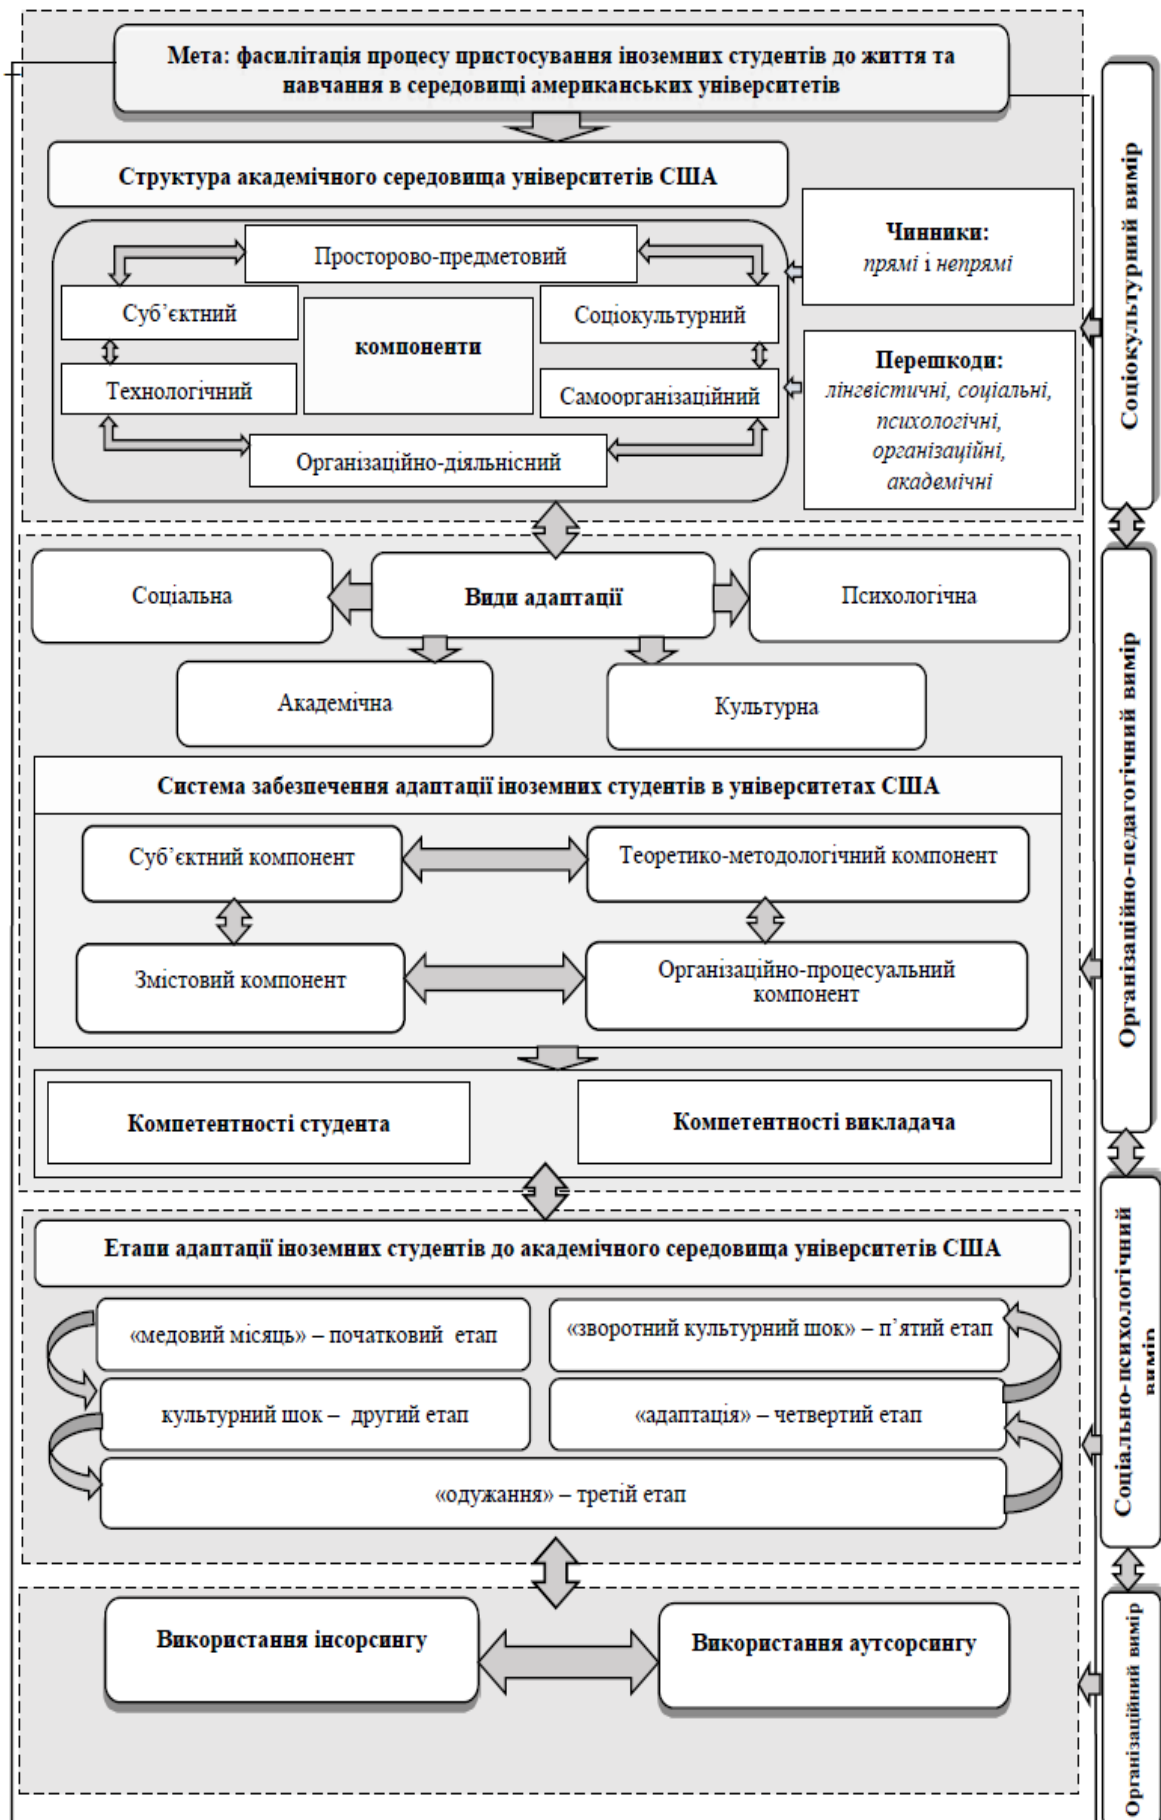 Мета: фасилітація процесу пристосування іноземних студентів до життя та
навчання в середовищі американських університетів
Структура академічного середовища університетів США
Чинники:
прямі і непрямі
Просторово-предметовий
Суб’єктний
Соціокультурний
компоненти
Перешкоди:
лінгвістичні, соціальні,
психологічні,
організаційні,
академічні
Технологічний
Самоорганізаційний
Організаційно-діяльнісний
Соціокультурний вимір
Соціальна
Види адаптації
Психологічна
Академічна
Культурна
Система забезпечення адаптації іноземних студентів в університетах США
Суб’єктний компонент
Теоретико-методологічний компонент
Змістовий компонент
Організаційно-процесуальний
компонент
Компетентності студента
Компетентності викладача
Організаційно-педагогічний вимір
Етапи адаптації іноземних студентів до академічного середовища університетів США
«медовий місяць» – початковий етап
«зворотний культурний шок» – п’ятий етап
культурний шок – другий етап
«адаптація» – четвертий етап
«одужання» – третій етап
Соціально-психологічний
вимір
Використання інсорсингу
Використання аутсорсингу
Організаційний вимір